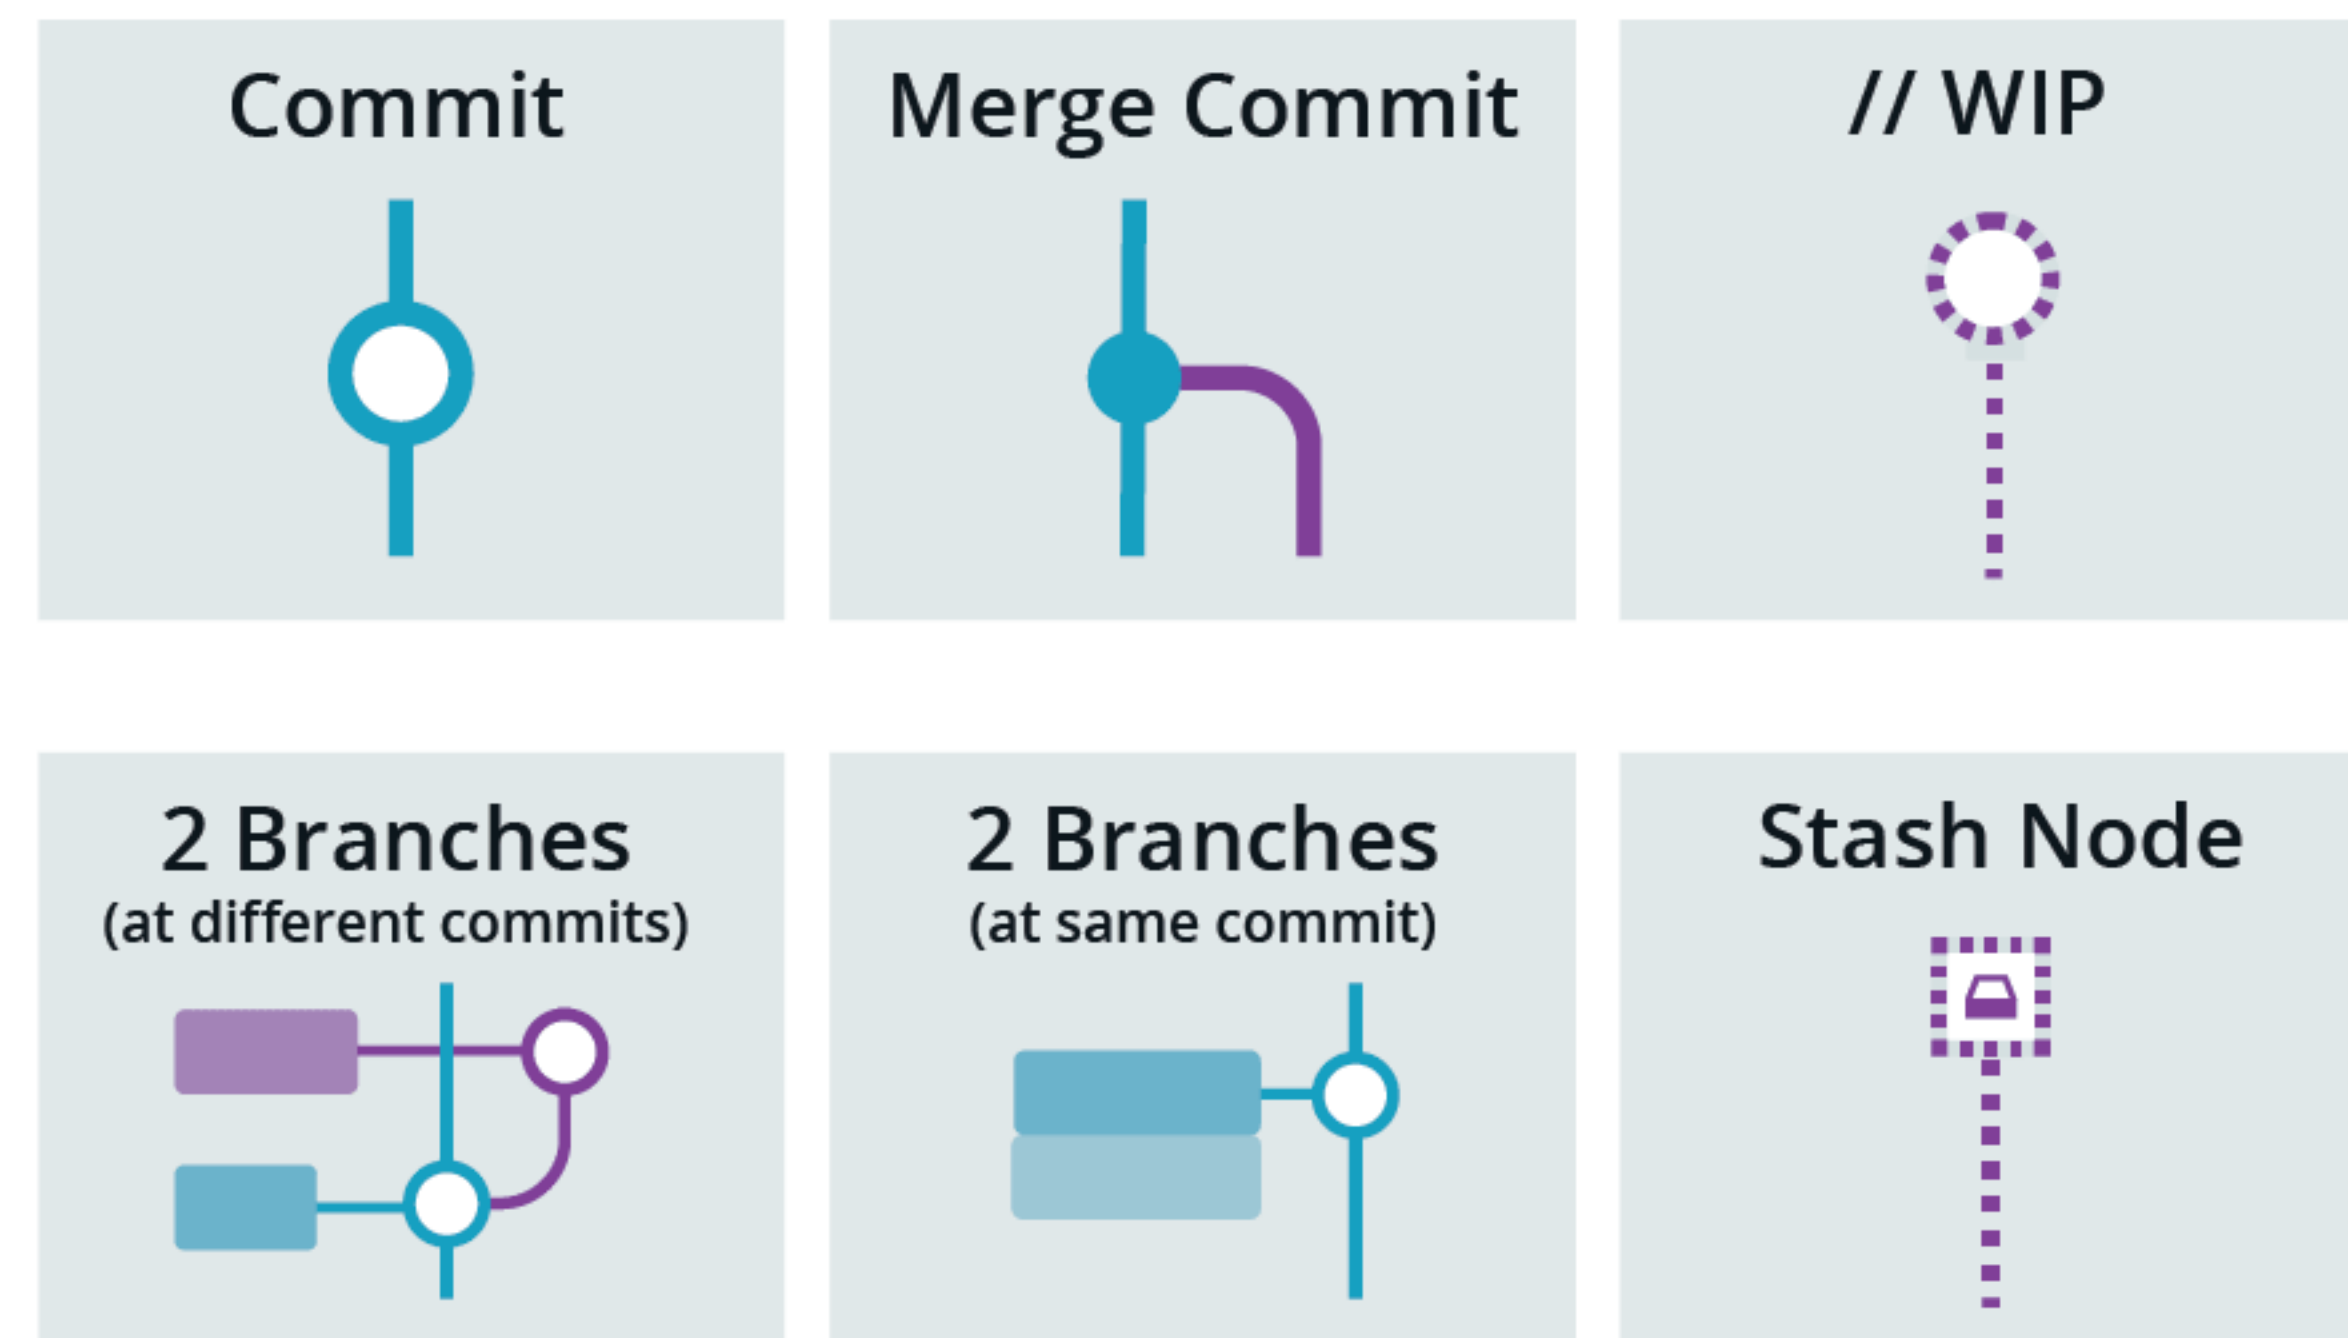 Commit
Merge Commit
// WIP
2 Branches
(at different commits)
2 Branches
(at same commit)
Stash Node